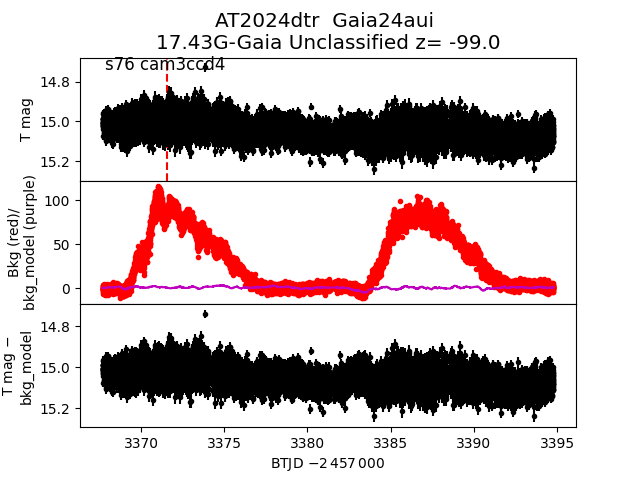 AT2024dtr  Gaia24aui
17.43G-Gaia Unclassified z= -99.0
s76 cam3ccd4
14.8
15.0
15.2
T mag
100
50
0
Bkg (red)/
bkg_model (purple)
14.8
15.0
15.2
T mag −
bkg_model
3370 3375 3380 3385 3390 3395
BTJD −2 457 000